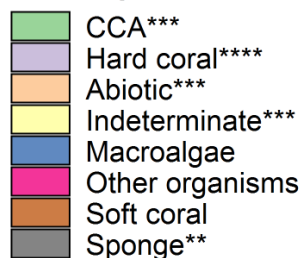 CCA***
Hard coral****
Abiotic***
Indeterminate***
Macroalgae
Other organisms
Soft coral
Sponge**